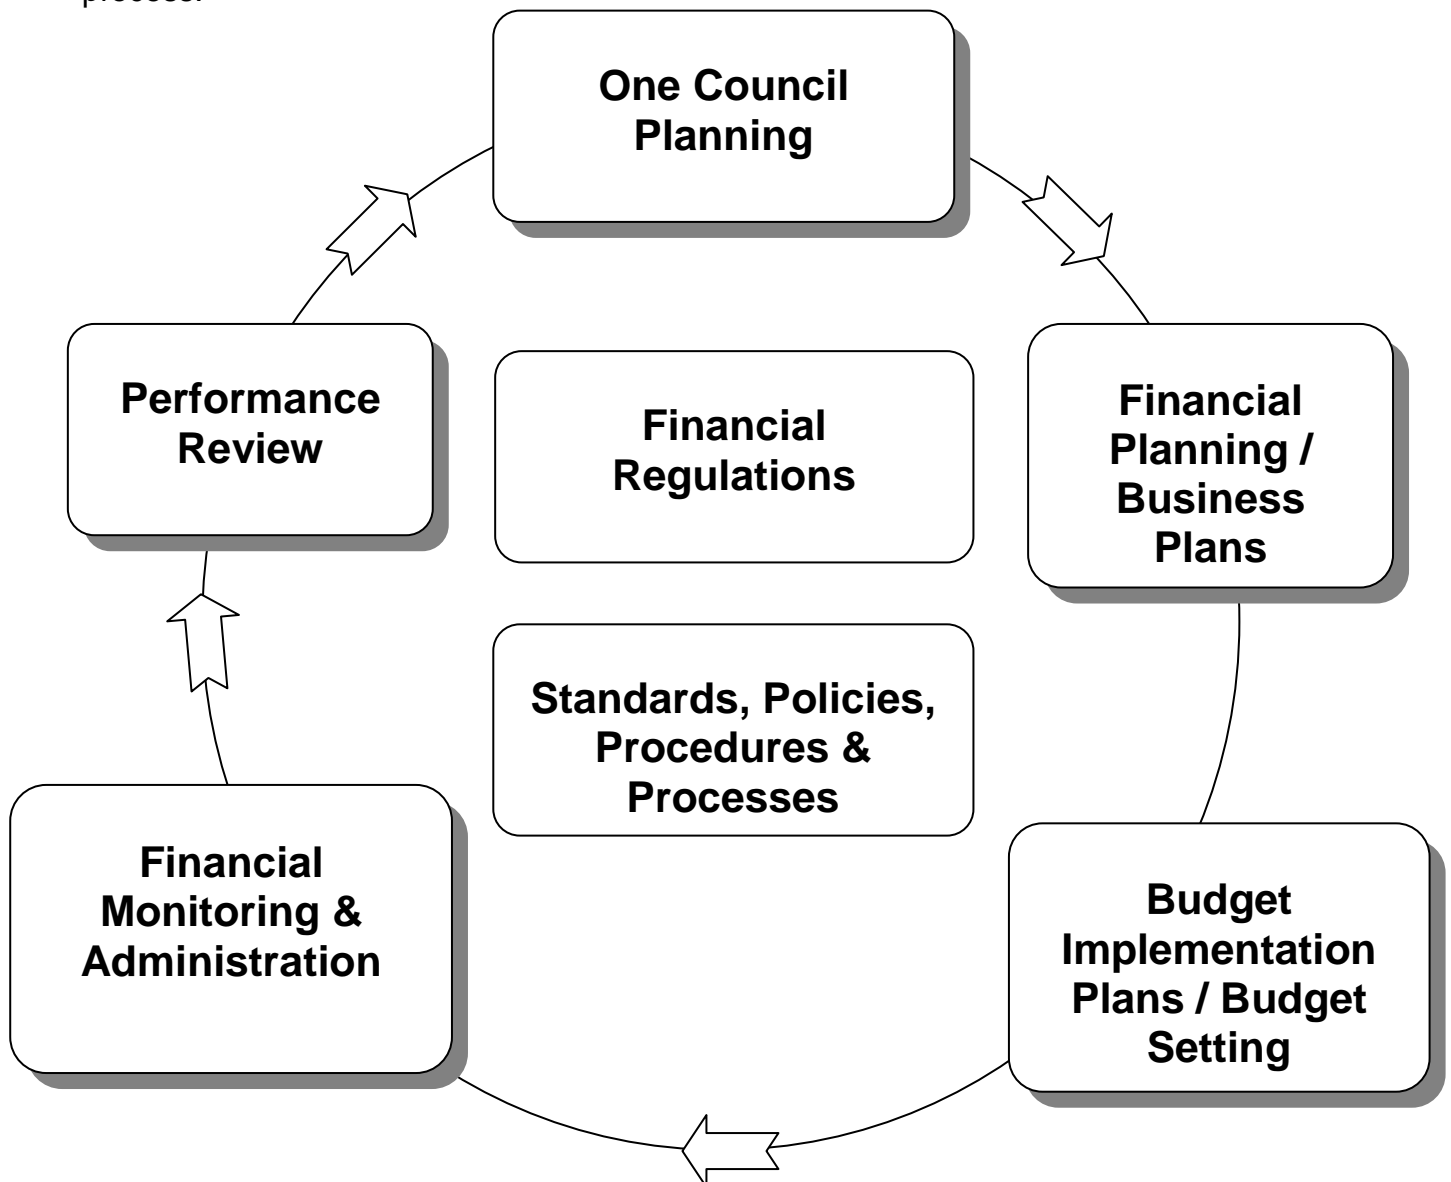 process.
One Council
Planning
Performance
Review
Financial
Regulations
Financial
Planning /
Business
Plans
Standards, Policies,
Procedures &
Processes
Financial
Monitoring &
Administration
Budget
Implementation
Plans / Budget
Setting